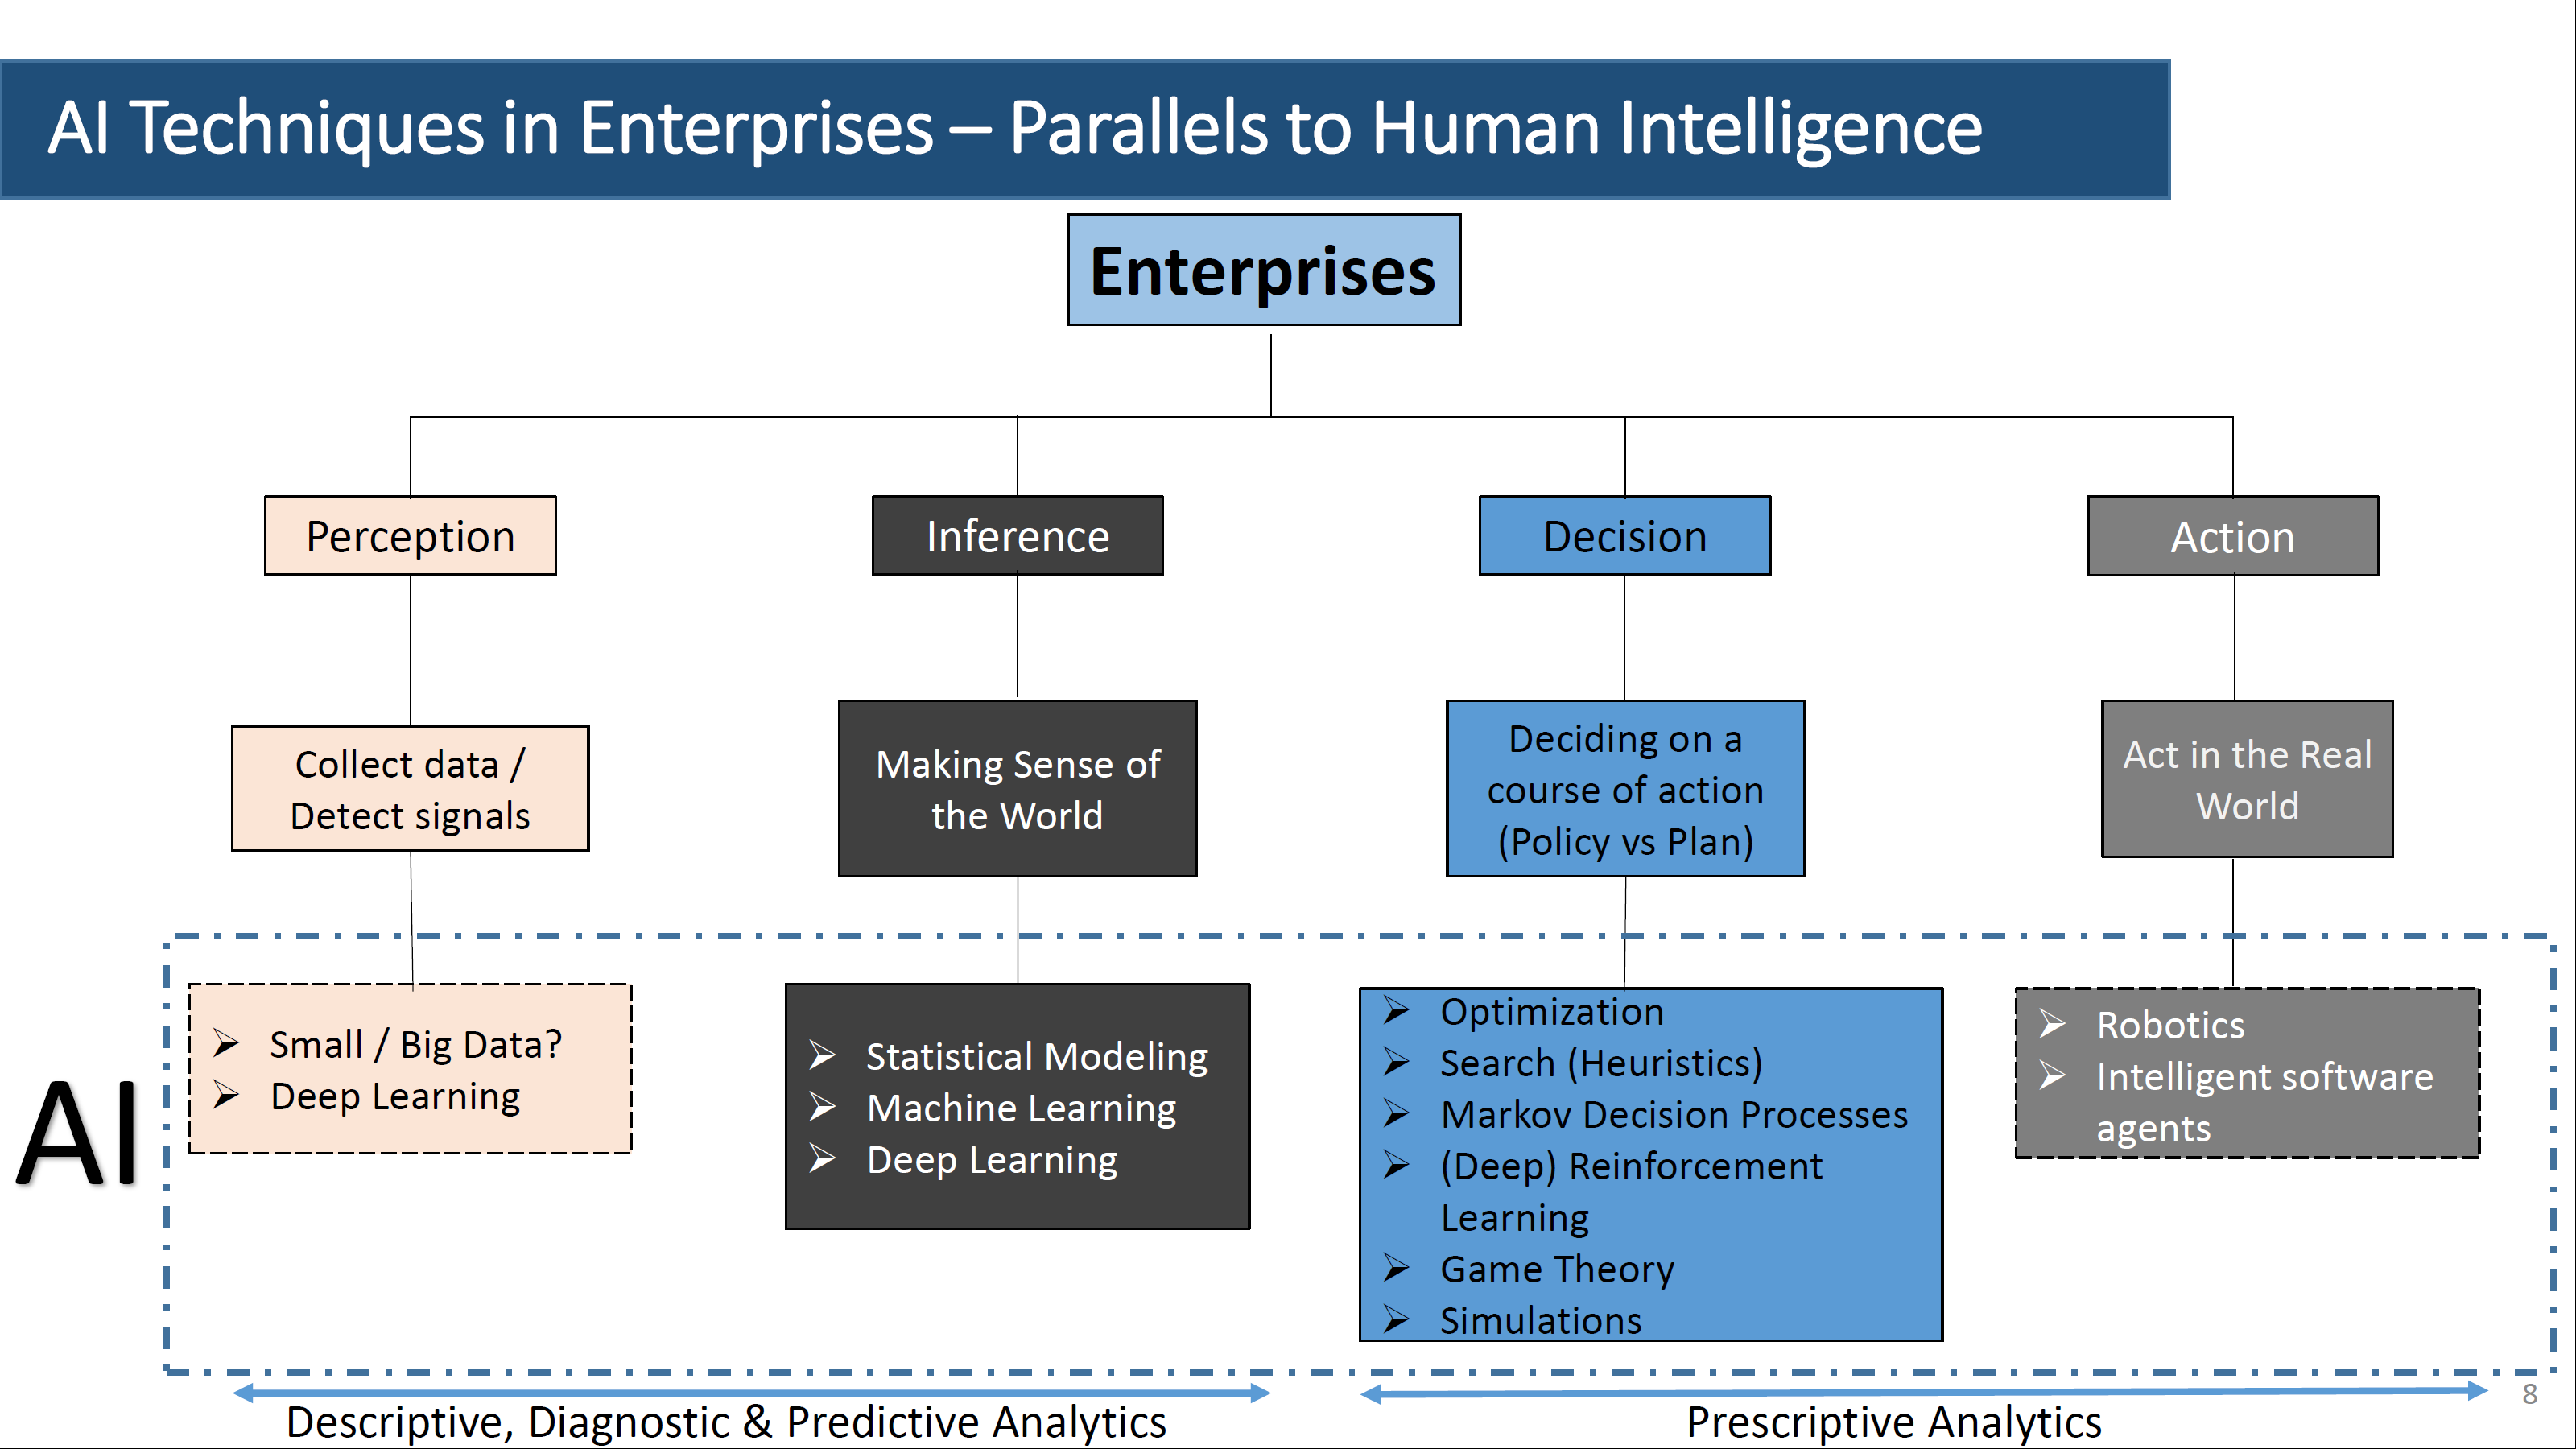 AI Techniques in Enterprises – Parallels to Human Intelligence
Enterprises
Perception
Inference
Decision
Action
Collect data /
Detect signals
Making Sense of
the World
Deciding on a
course of action
(Policy vs Plan)
Act in the Real
World
AI
➢ Small / Big Data?
➢ Deep Learning
➢ Statistical Modeling
➢ Machine Learning
➢ Deep Learning
➢ Optimization
➢ Search (Heuristics)
➢ Markov Decision Processes
➢ (Deep) Reinforcement
Learning
➢ Game Theory
➢ Simulations
➢ Robotics
➢ Intelligent software
agents
Descriptive, Diagnostic & Predictive Analytics
Prescriptive Analytics
8